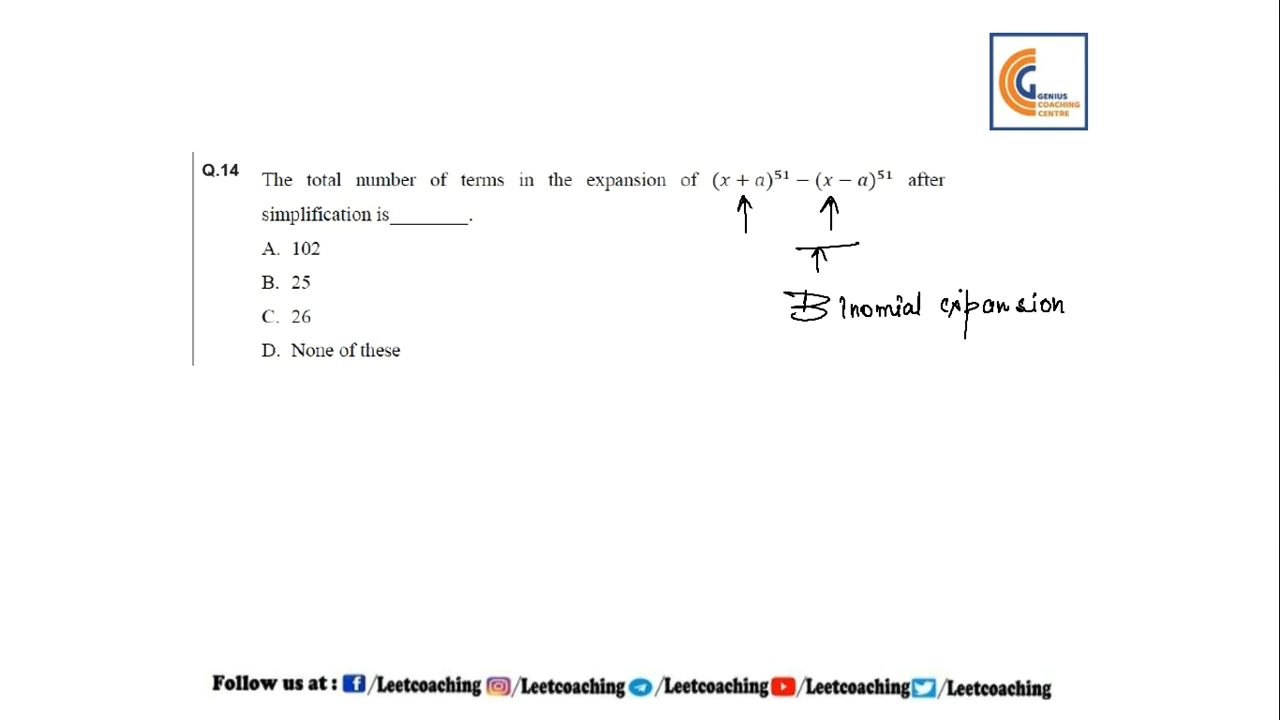 GENIUS
COACHING
CENTRE
Q.14 The total number of terms in the expansion of (x + a)⁵¹ − (x − a)⁵¹ after
simplification is________.
A. 102
B. 25
C. 26
D. None of these
Binomial expansion
Follow us at : /Leetcoaching /Leetcoaching /Leetcoaching /Leetcoaching /Leetcoaching